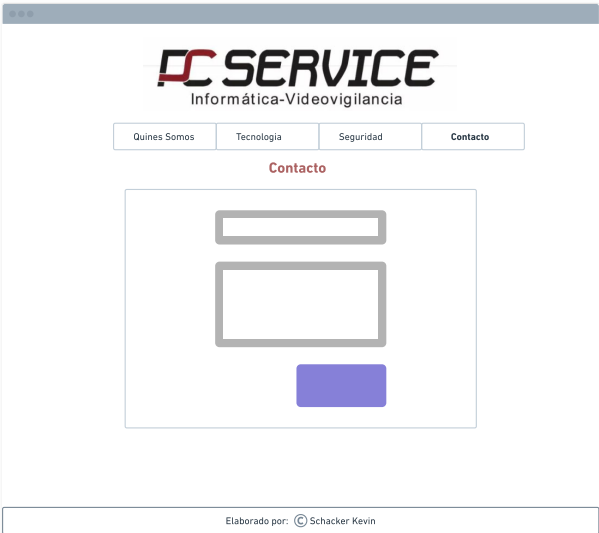 PC SERVICE
Informática-Videovigilancia
Quines Somos Tecnologia Seguridad Contacto
Contacto
Elaborado por: © Schacker Kevin